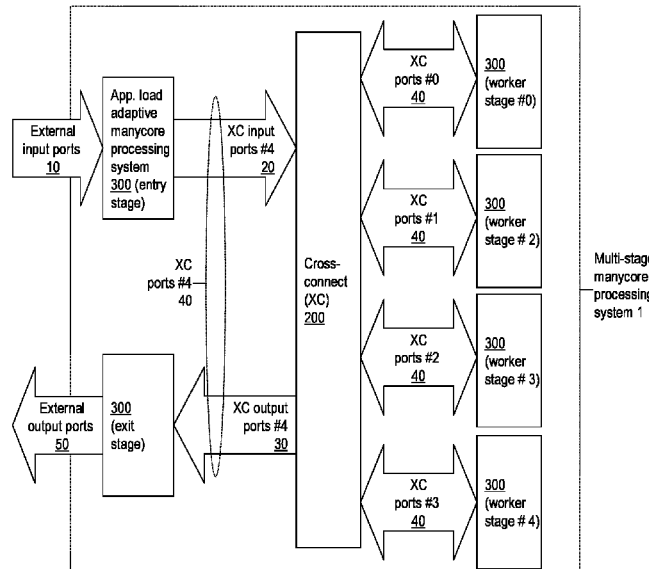 App. load
adaptive
manycore
processing
system
300 (entry
stage)
External
input ports
10
XC input
ports #4
20
XC
ports #4
40
Cross-
connect
(XC)
200
External
output ports
50
300
(exit
stage)
XC output
ports #4
30
XC
ports #0
40
300
(worker
stage #0)
XC
ports #1
40
300
(worker
stage # 2)
XC
ports #2
40
300
(worker
stage # 3)
XC
ports #3
40
300
(worker
stage # 4)
Multi-stage
manycore
processing
system 1